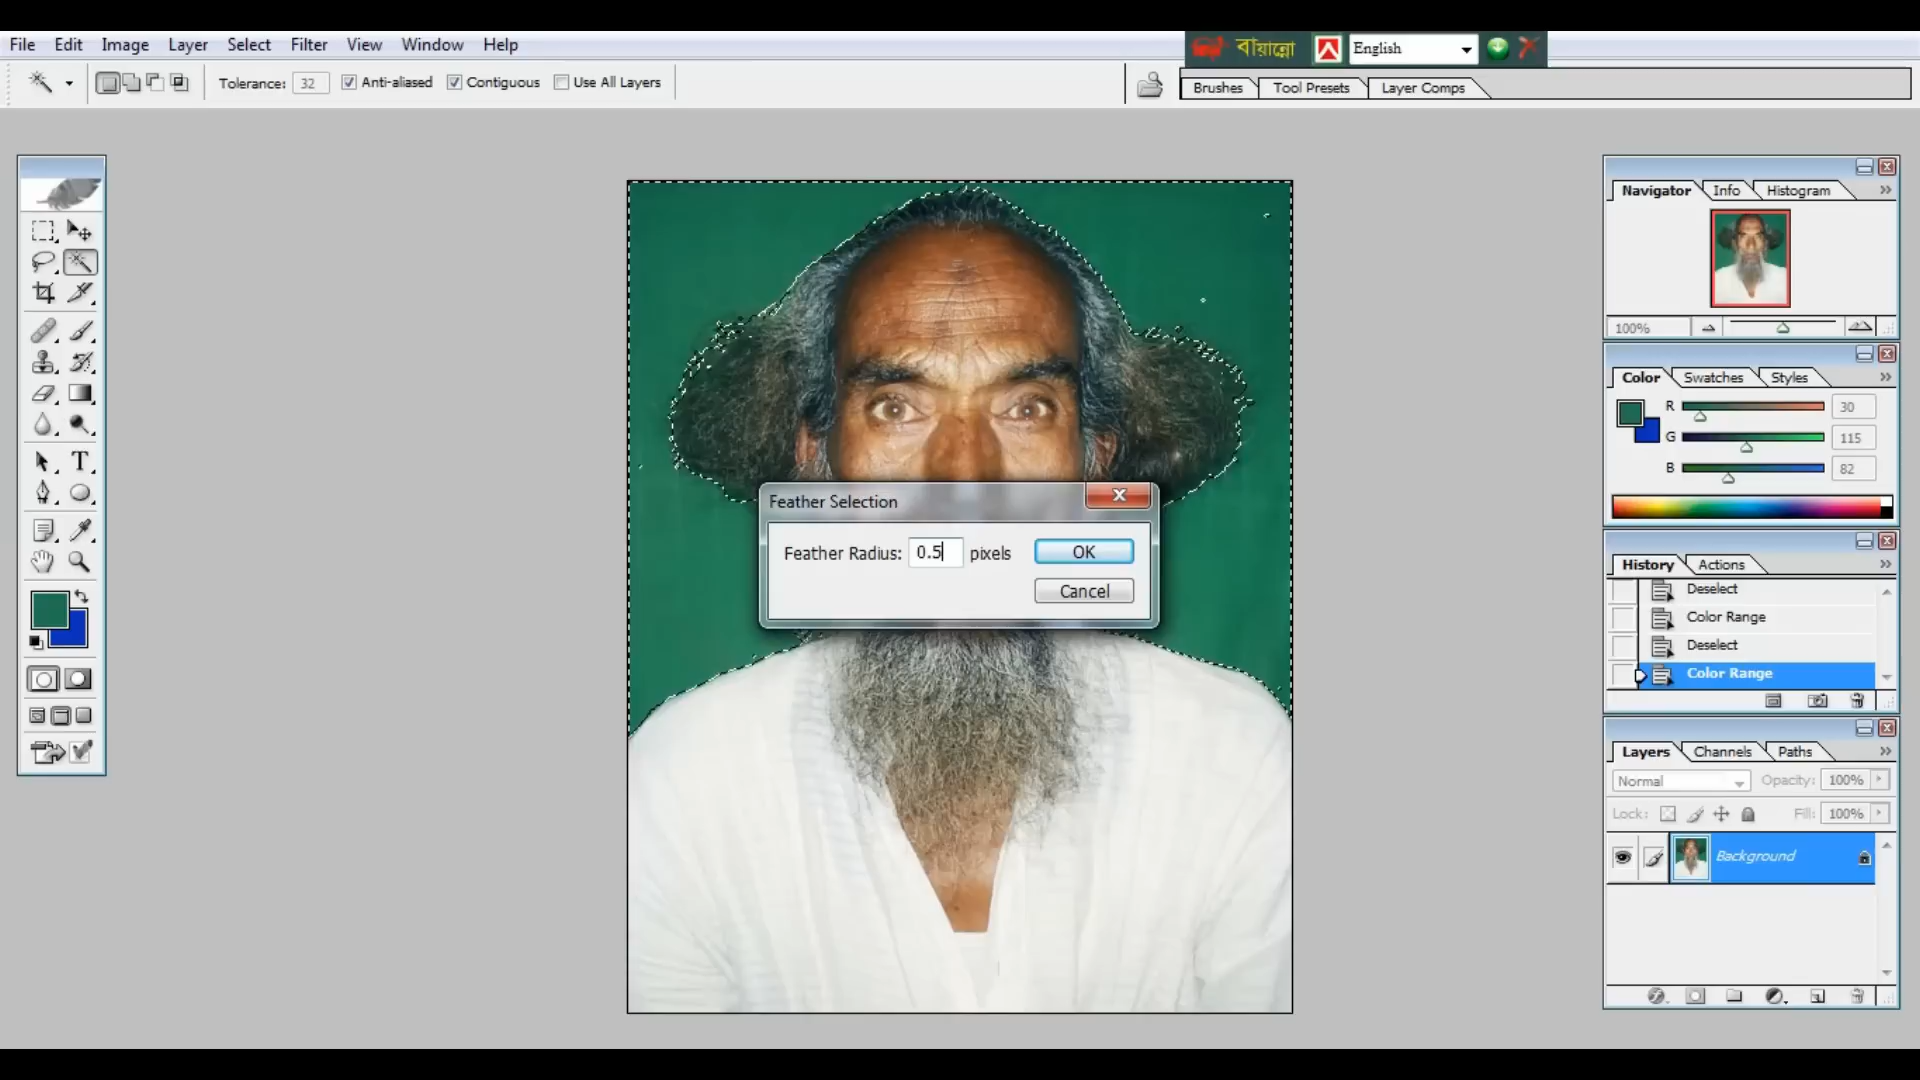 File Edit Image Layer Select Filter View Window Help
বায়ান্নো English
Tolerance: 32 Anti-aliased Contiguous Use All Layers
Brushes Tool Presets Layer Comps
Navigator Info Histogram
100%
Color Swatches Styles
R 30
G 115
B 82
Feather Selection
Feather Radius: 0.5 pixels OK
Cancel
History Actions
Deselect
Color Range
Deselect
Color Range
Layers Channels Paths
Normal Opacity: 100%
Lock: Fill: 100%
Background